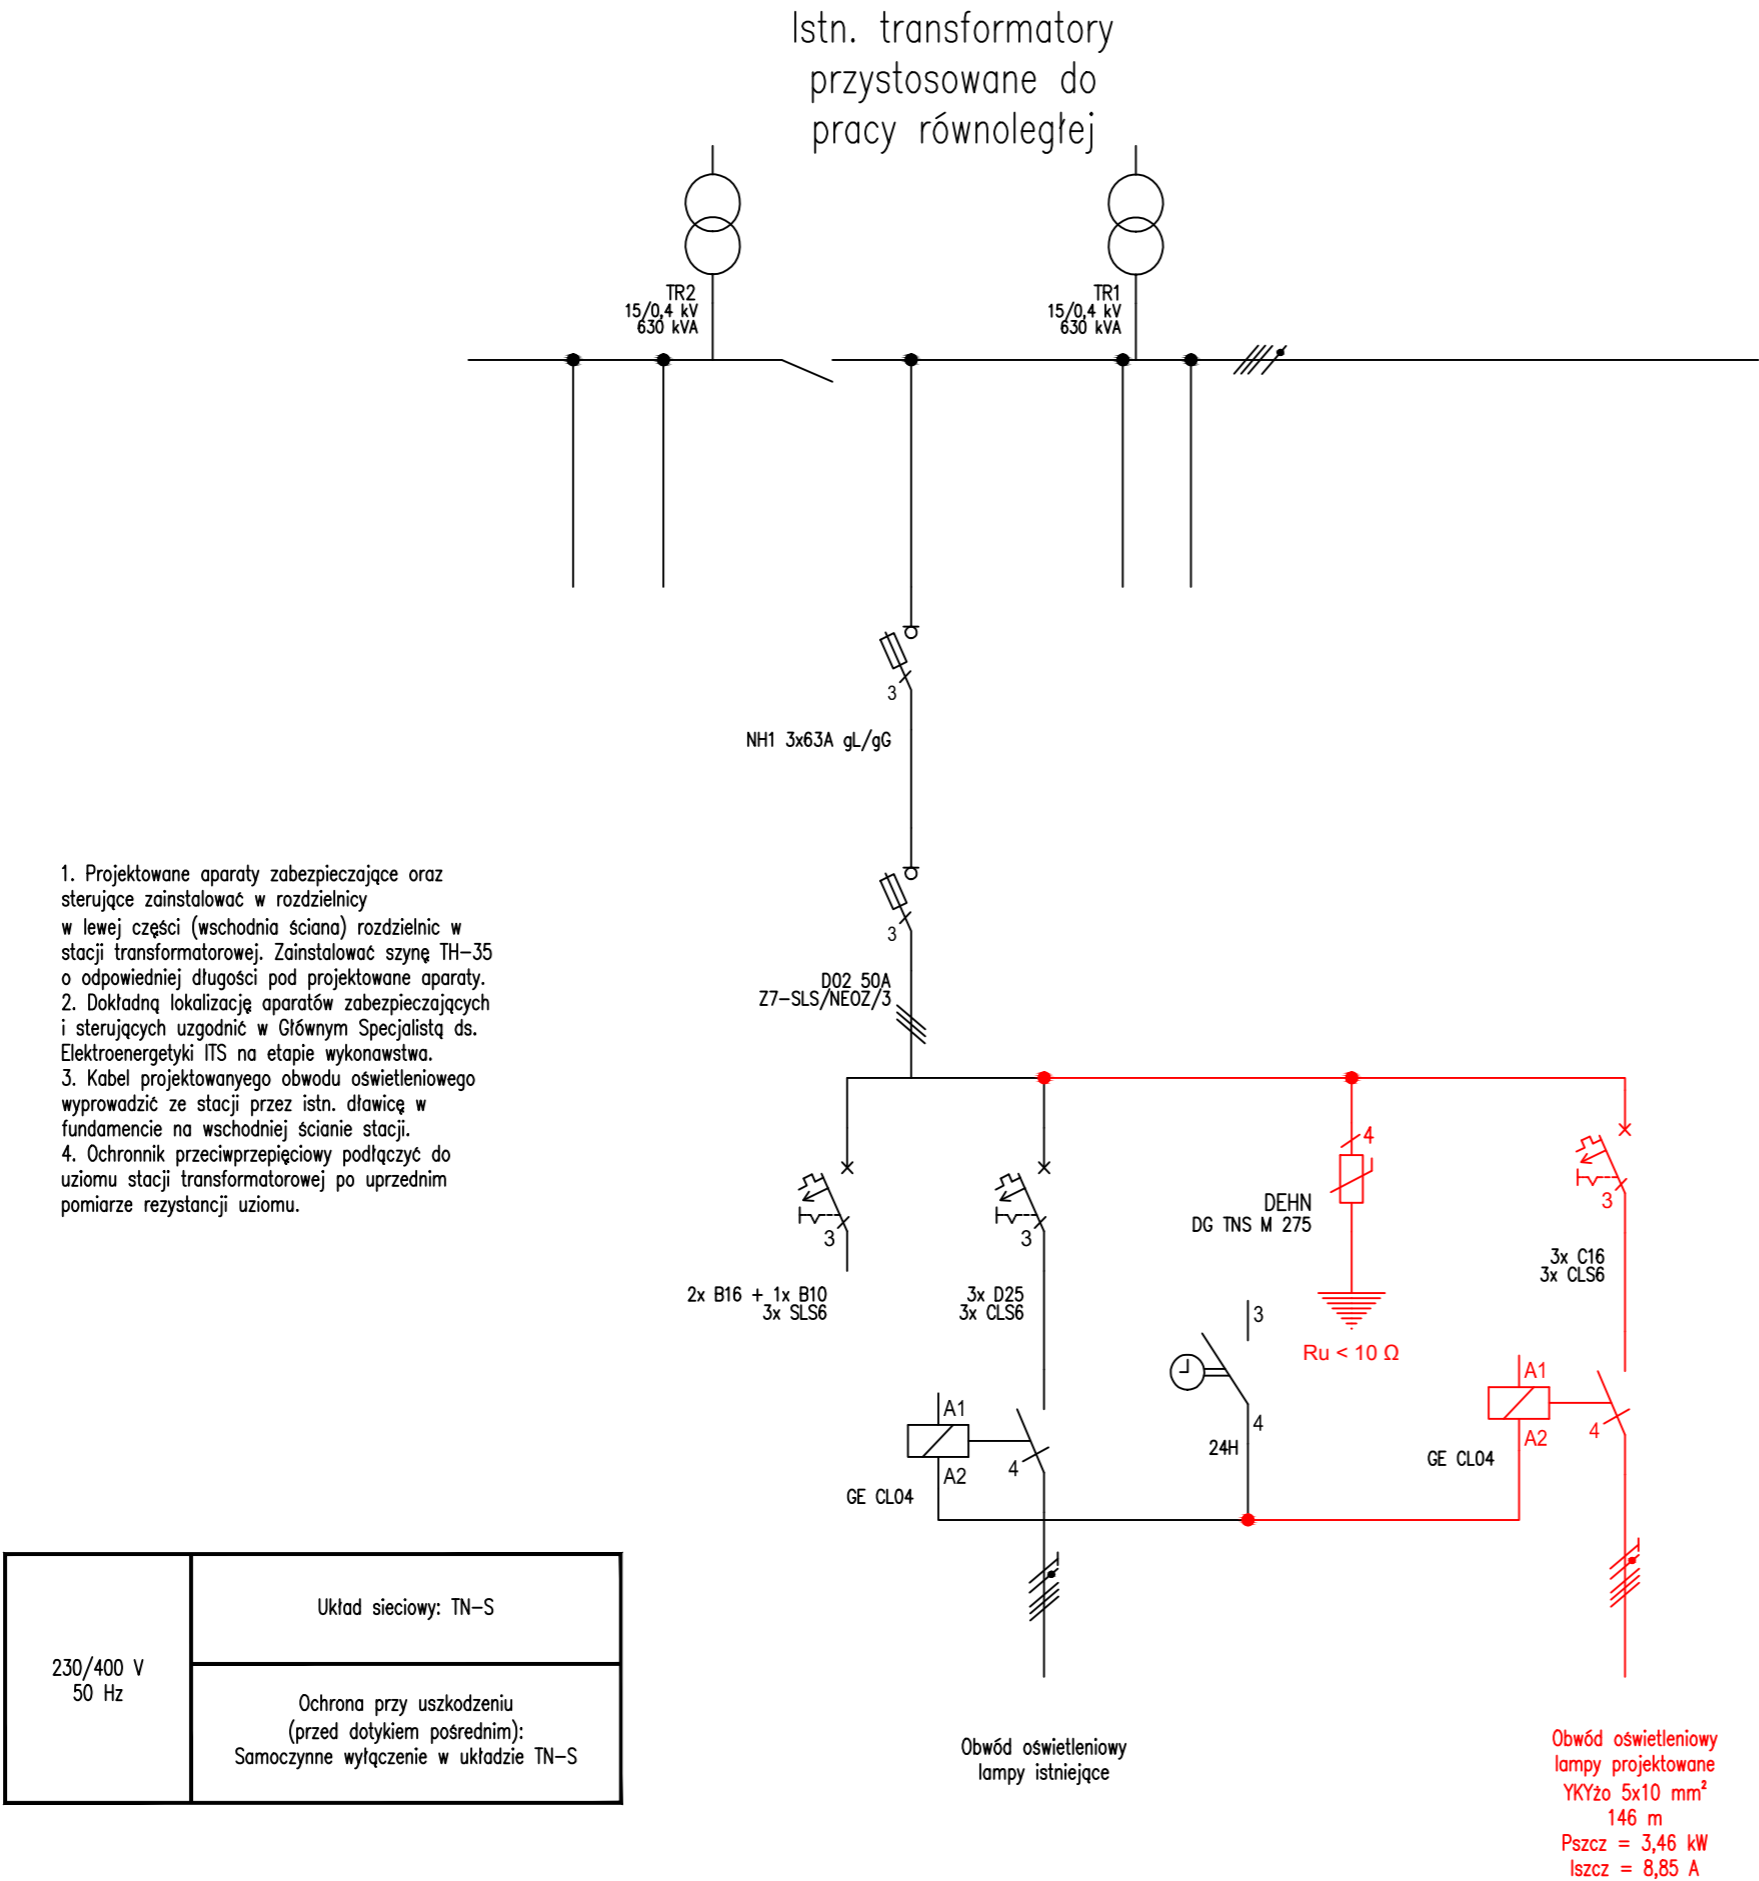 Istn. transformatory
przystosowane do
pracy równoległej
TR2
15/0,4 kV
630 kVA
TR1
15/0,4 kV
630 kVA
3
NH1 3x63A gL/gG
3
D02 50A
Z7-SLS/NEOZ/3
1. Projektowane aparaty zabezpieczające oraz
sterujące zainstalować w rozdzielnicy
w lewej części (wschodnia ściana) rozdzielnic w
stacji transformatorowej. Zainstalować szynę TH-35
o odpowiedniej długości pod projektowane aparaty.
2. Dokładną lokalizację aparatów zabezpieczających
i sterujących uzgodnić w Głównym Specjalistą ds.
Elektroenergetyki ITS na etapie wykonawstwa.
3. Kabel projektowanyego obwodu oświetleniowego
wyprowadzić ze stacji przez istn. dławicę w
fundamencie na wschodniej ścianie stacji.
4. Ochronnik przeciwprzepięciowy podłączyć do
uziomu stacji transformatorowej po uprzednim
pomiarze rezystancji uziomu.
3
2x B16 + 1x B10
3x SLS6
3
3x D25
3x CLS6
4
DEHN
DG TNS M 275
Ru < 10 Ω
3
3x C16
3x CLS6
A1
A2
4
GE CL04
3
4
24H
A1
A2
4
GE CL04
230/400 V
50 Hz
Układ sieciowy: TN-S
Ochrona przy uszkodzeniu
(przed dotykiem pośrednim):
Samoczynne wyłączenie w układzie TN-S
Obwód oświetleniowy
lampy istniejące
Obwód oświetleniowy
lampy projektowane
YKYżo 5x10 mm²
146 m
Pszcz = 3,46 kW
Iszcz = 8,85 A